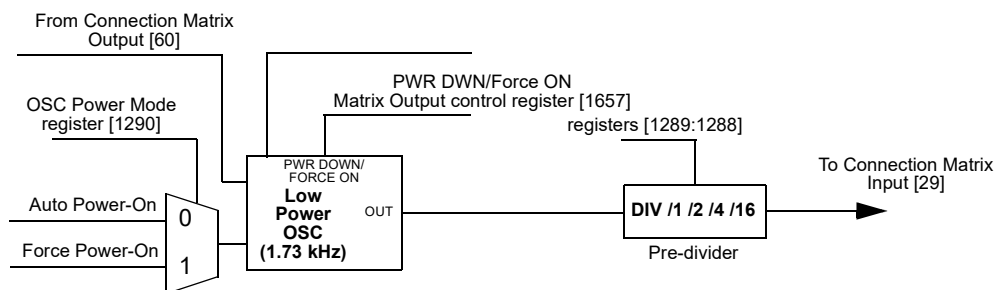 From Connection Matrix
Output [60]
PWR DWN/Force ON
Matrix Output control register [1657]
OSC Power Mode
register [1290]
registers [1289:1288]
PWR DOWN/
FORCE ON
Low
Power
OSC
(1.73 kHz)
OUT
To Connection Matrix
Input [29]
Auto Power-On
0
DIV /1 /2 /4 /16
Force Power-On
1
Pre-divider